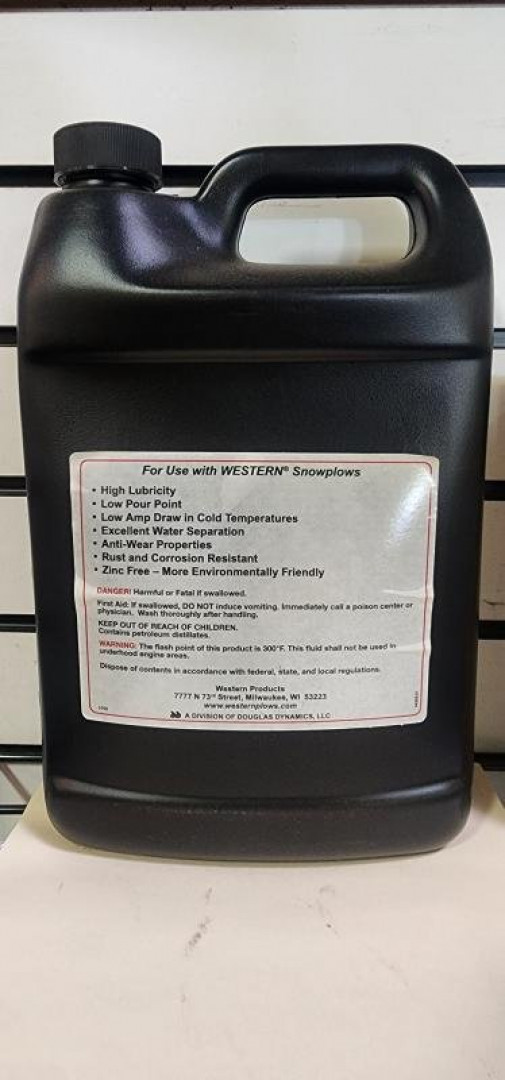 For Use with WESTERN® Snowplows
• High Lubricity
• Low Pour Point
• Low Amp Draw in Cold Temperatures
• Excellent Water Separation
• Anti-Wear Properties
• Rust and Corrosion Resistant
• Zinc Free – More Environmentally Friendly
DANGER! Harmful or Fatal if swallowed.
First Aid: If swallowed, DO NOT induce vomiting. Immediately call a poison center or
physician. Wash thoroughly after handling.
KEEP OUT OF REACH OF CHILDREN.
Contains petroleum distillates.
WARNING: The flash point of this product is 300°F. This fluid shall not be used in
underhood engine areas.
Dispose of contents in accordance with federal, state, and local regulations.
Western Products
7777 N 73rd Street, Milwaukee, WI 53223
www.westernplows.com
A DIVISION OF DOUGLAS DYNAMICS, LLC